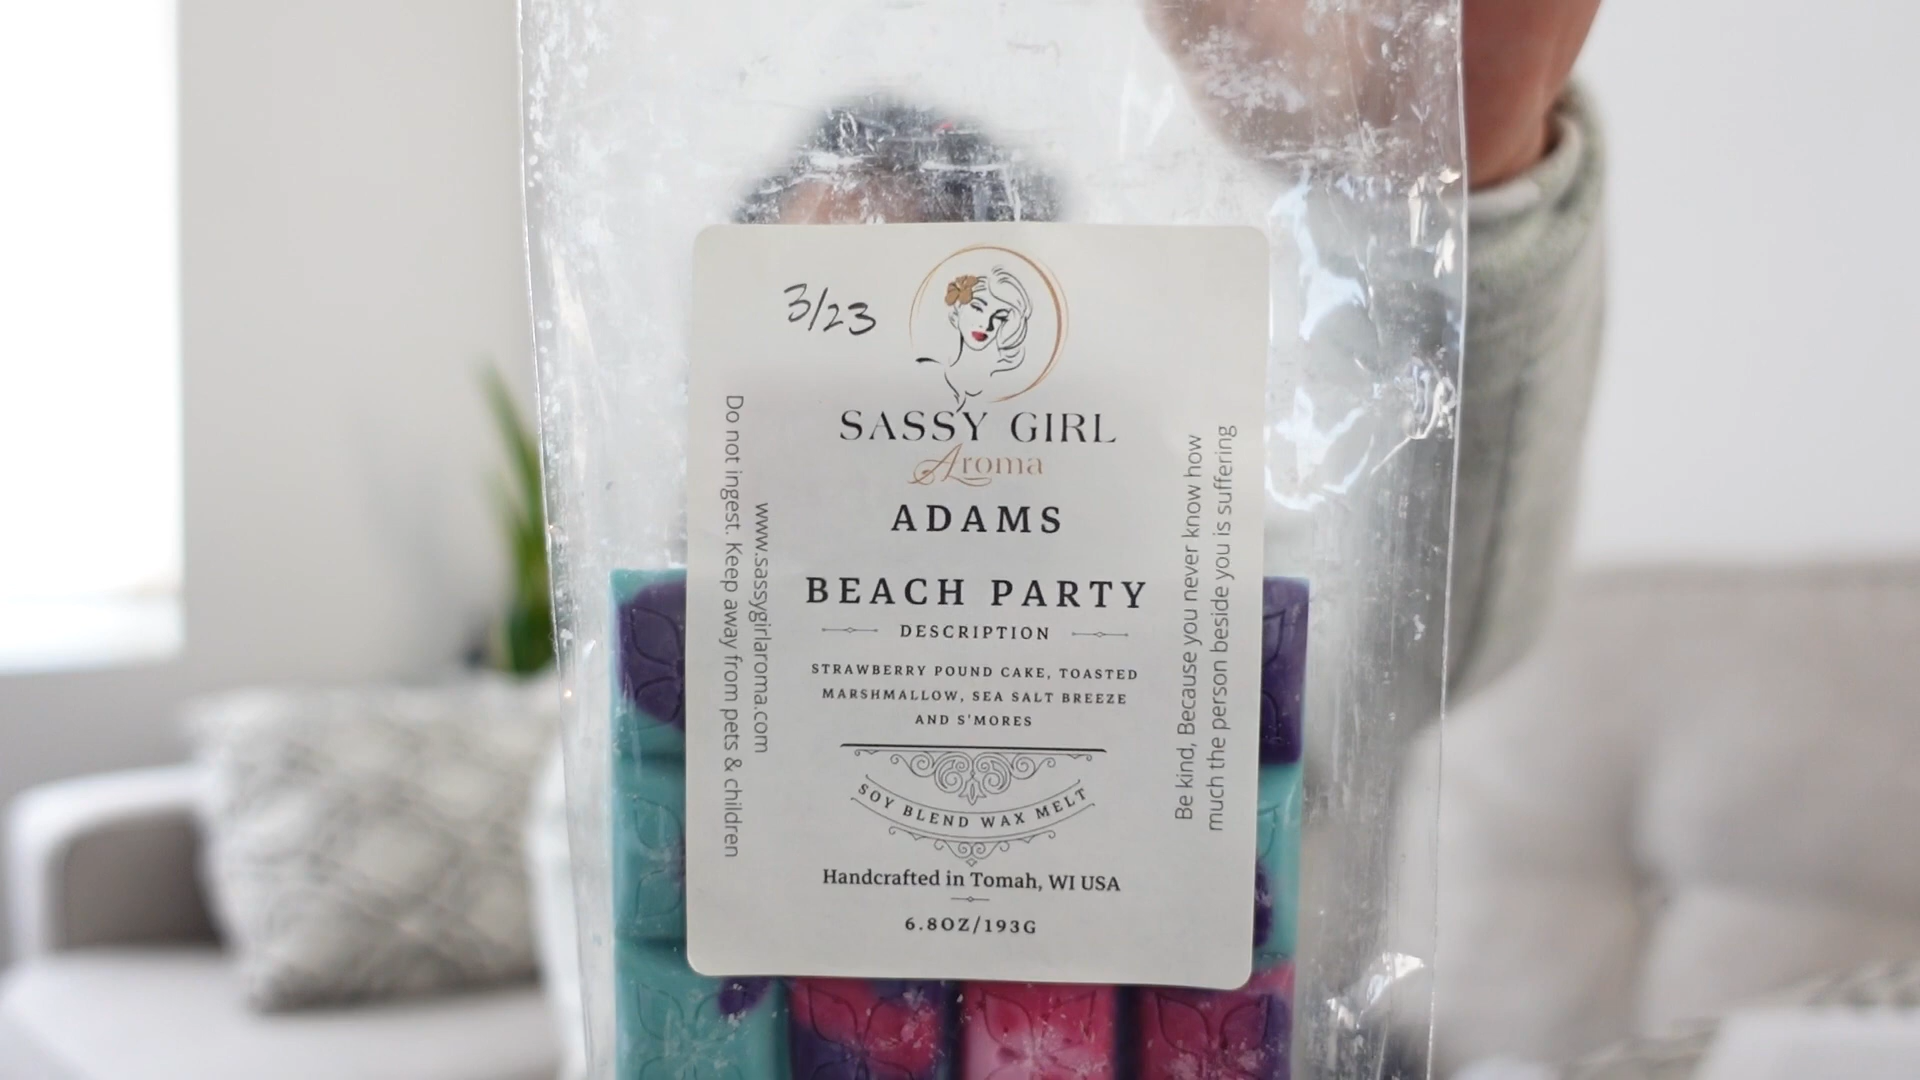 3/23
SASSY GIRL
Aroma
ADAMS
BEACH PARTY
DESCRIPTION
STRAWBERRY POUND CAKE, TOASTED
MARSHMALLOW, SEA SALT BREEZE
AND S'MORES
SOY BLEND WAX MELT
Handcrafted in Tomah, WI USA
6.8OZ/193G
www.sassygirlaroma.com
Do not ingest. Keep away from pets & children
Be kind, Because you never know how
much the person beside you is suffering